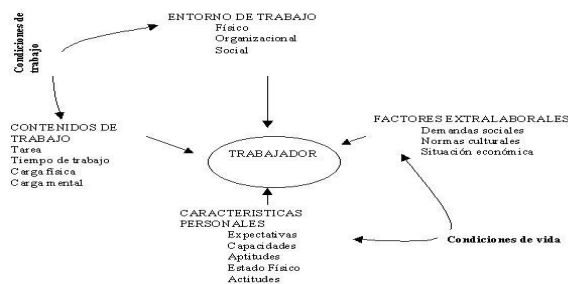 Condiciones de
trabajo
ENTORNO DE TRABAJO
Físico
Organizacional
Social
CONTENIDOS DE
TRABAJO
Tarea
Tiempo de trabajo
Carga física
Carga mental
TRABAJADOR
FACTORES EXTRALABORALES
Demandas sociales
Normas culturales
Situación económica
CARACTERISTICAS
PERSONALES
Expectativas
Capacidades
Aptitudes
Estado Físico
Actitudes
Condiciones de vida